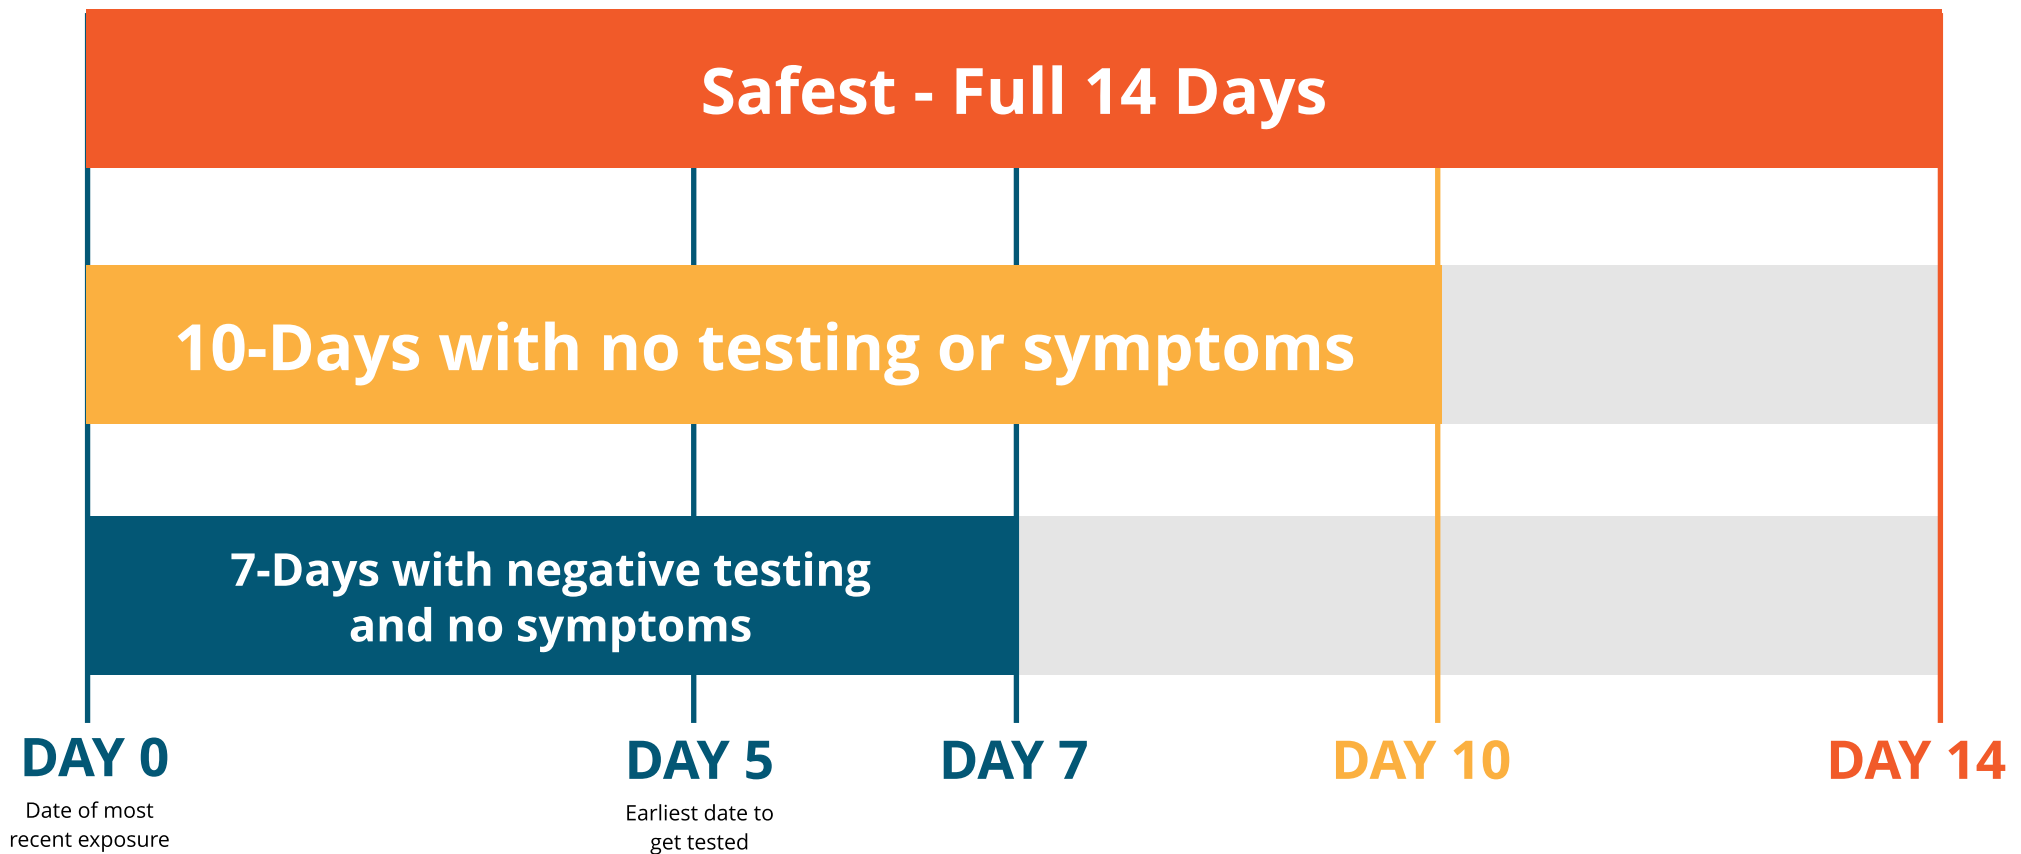 Safest - Full 14 Days
10-Days with no testing or symptoms
7-Days with negative testing
and no symptoms
DAY 0
Date of most
recent exposure
DAY 5
Earliest date to
get tested
DAY 7
DAY 10
DAY 14